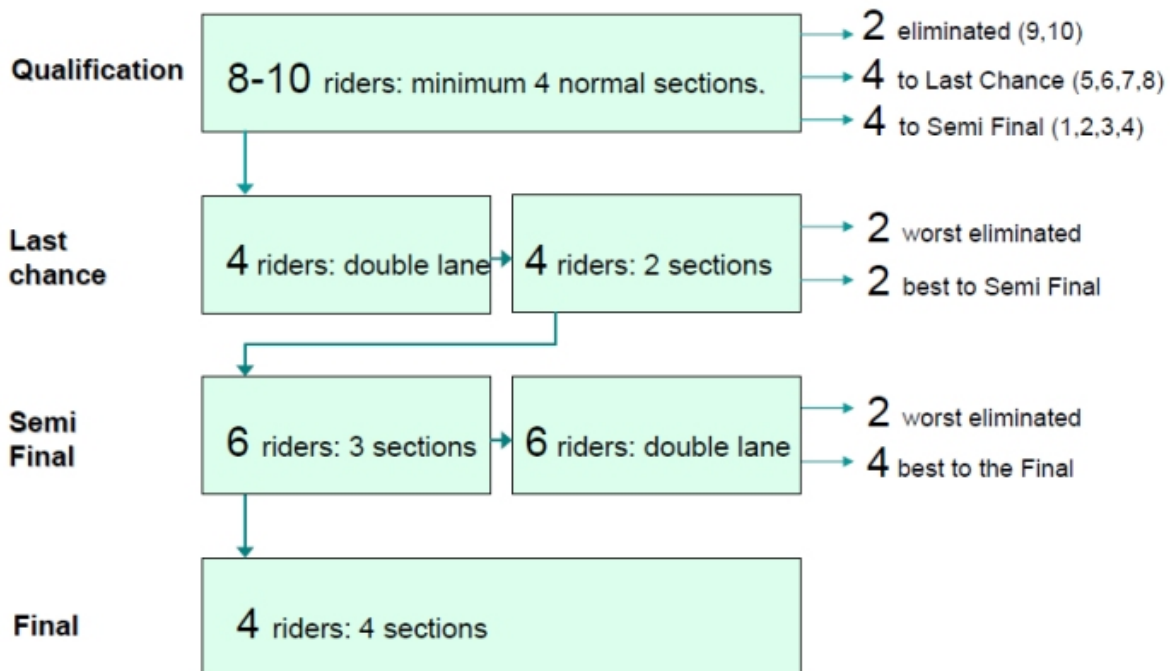 Qualification
8-10 riders: minimum 4 normal sections.
2 eliminated (9,10)
4 to Last Chance (5,6,7,8)
4 to Semi Final (1,2,3,4)
Last
chance
4 riders: double lane
4 riders: 2 sections
2 worst eliminated
2 best to Semi Final
Semi
Final
6 riders: 3 sections
6 riders: double lane
2 worst eliminated
4 best to the Final
Final
4 riders: 4 sections